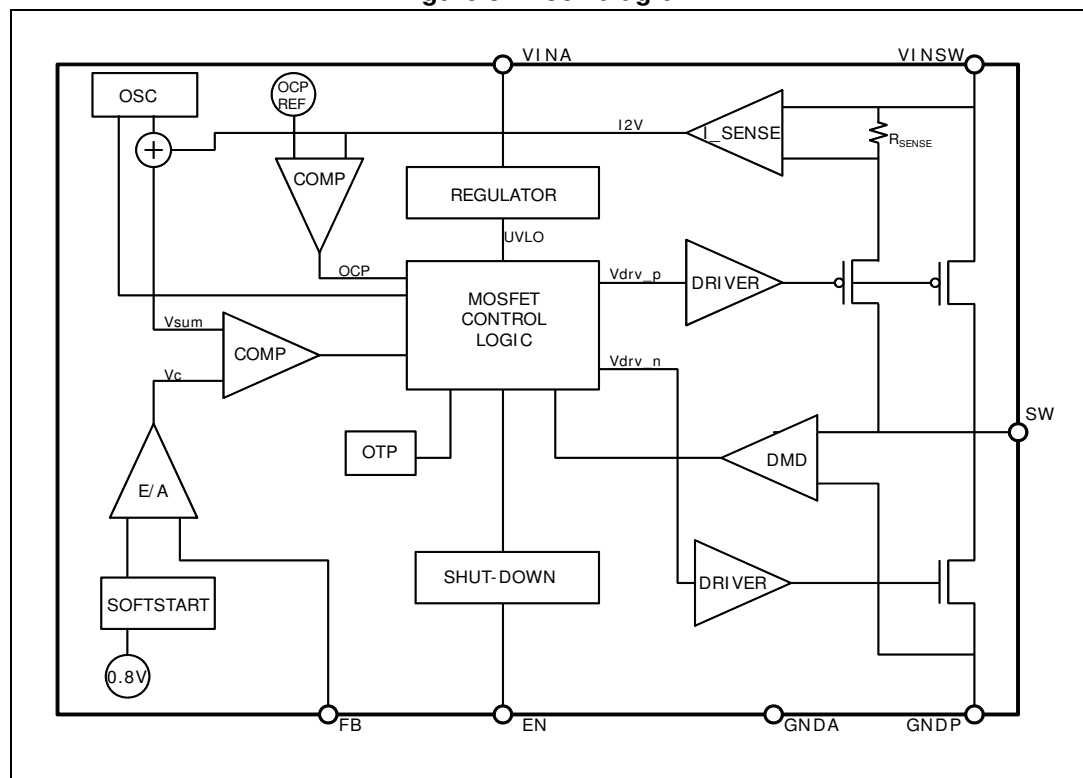 VINA
VINSW
OSC
OCP
REF
I2V
I_SENSE
RSENSE
COMP
REGULATOR
UVLO
OCP
MOSFET
CONTROL
LOGIC
Vdrv_p
DRIVER
Vsum
COMP
Vc
Vdrv_n
SW
OTP
DMD
E/A
SHUT-DOWN
DRIVER
SOFTSTART
0.8V
FB
EN
GNDA
GNDP